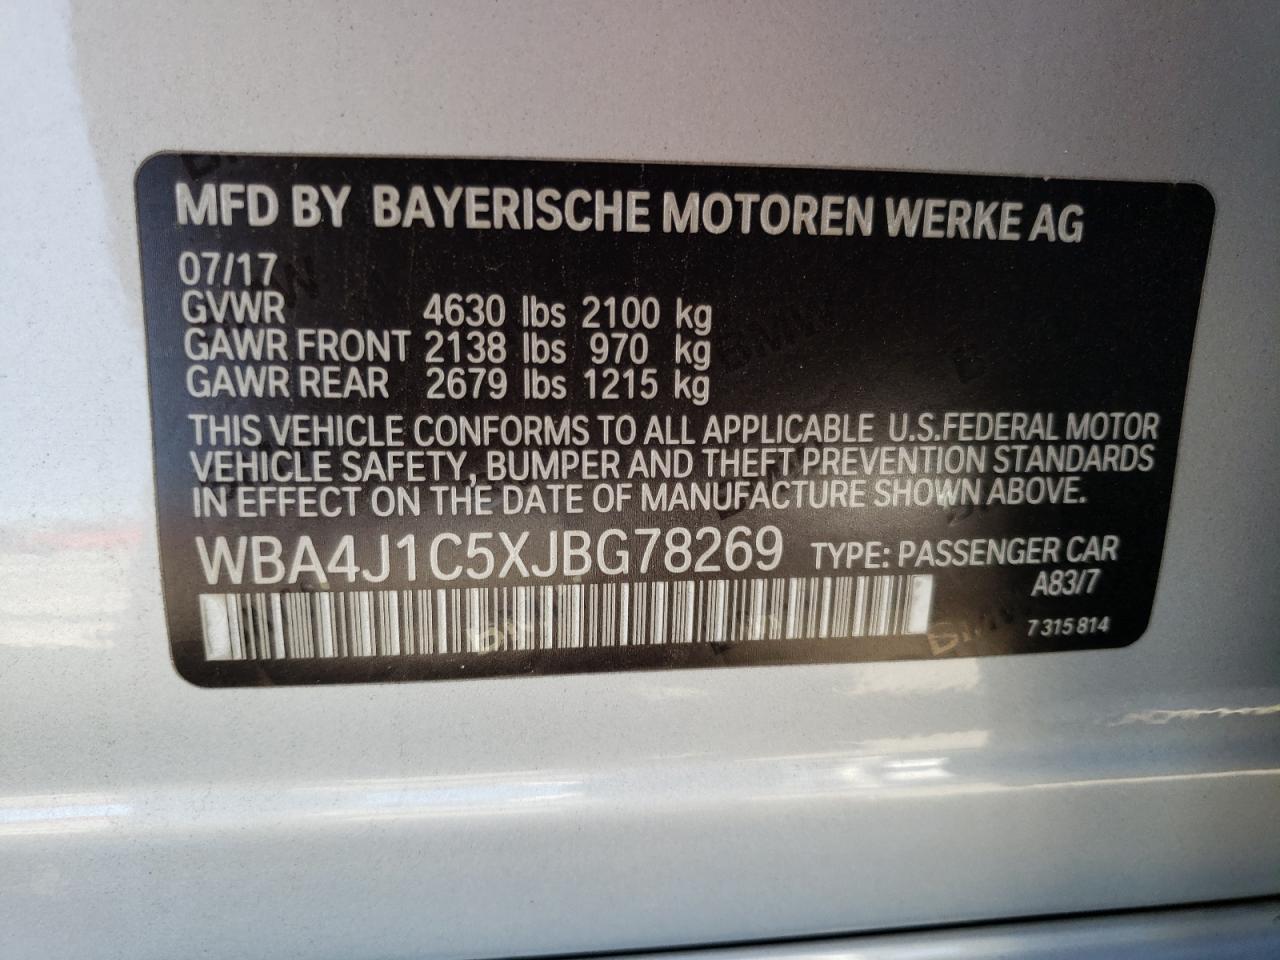 MFD BY BAYERISCHE MOTOREN WERKE AG
07/17
GVWR 4630 lbs 2100 kg
GAWR FRONT 2138 lbs 970 kg
GAWR REAR 2679 lbs 1215 kg
THIS VEHICLE CONFORMS TO ALL APPLICABLE U.S.FEDERAL MOTOR
VEHICLE SAFETY, BUMPER AND THEFT PREVENTION STANDARDS
IN EFFECT ON THE DATE OF MANUFACTURE SHOWN ABOVE.
WBA4J1C5XJBG78269 TYPE: PASSENGER CAR
A83/7
7 315 814